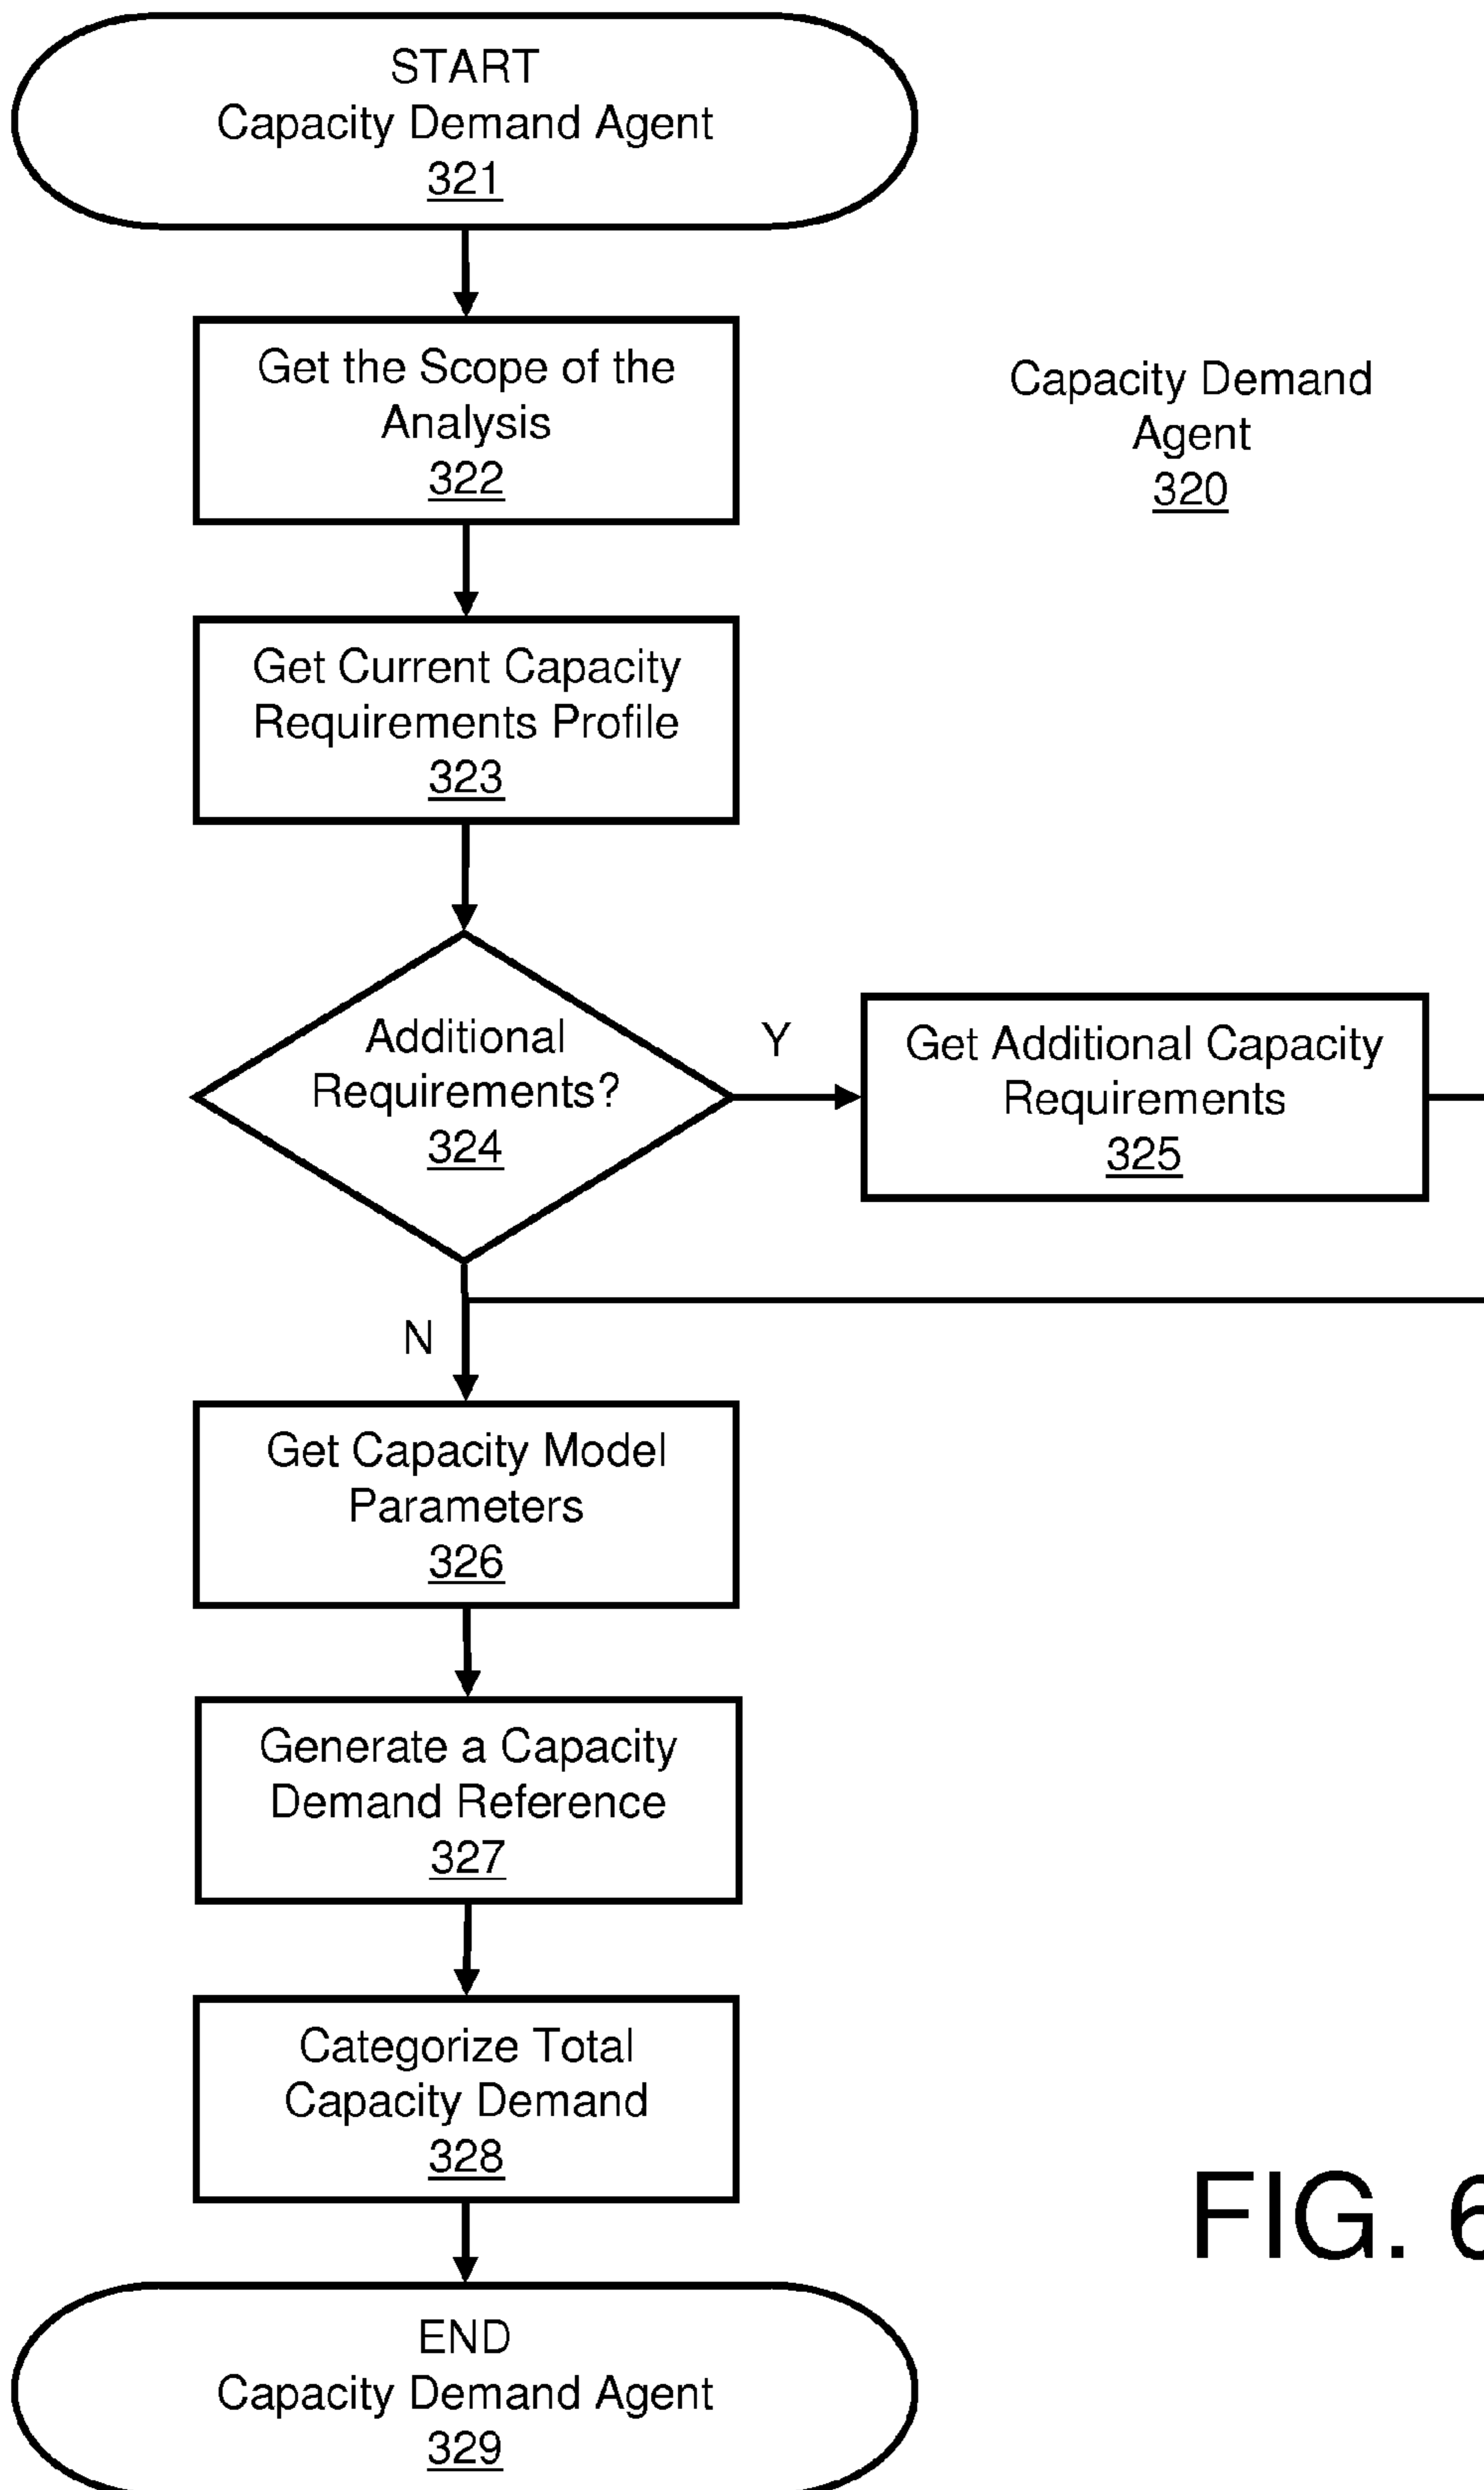 START
Capacity Demand Agent
321
Get the Scope of the
Analysis
322
Capacity Demand
Agent
320
Get Current Capacity
Requirements Profile
323
Additional
Requirements?
324
Y
Get Additional Capacity
Requirements
325
N
Get Capacity Model
Parameters
326
Generate a Capacity
Demand Reference
327
Categorize Total
Capacity Demand
328
FIG. 6
END
Capacity Demand Agent
329